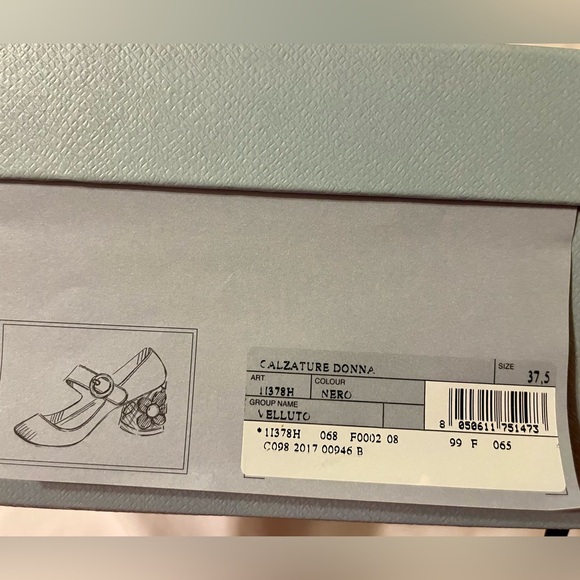 CALZATURE DONNA SIZE 37,5
ART 1I378H COLOUR NERO
GROUP NAME
VELLUTO
8 050611 751473
*1I378H 068 F0002 08 99 F 065
C098 2017 00946 B